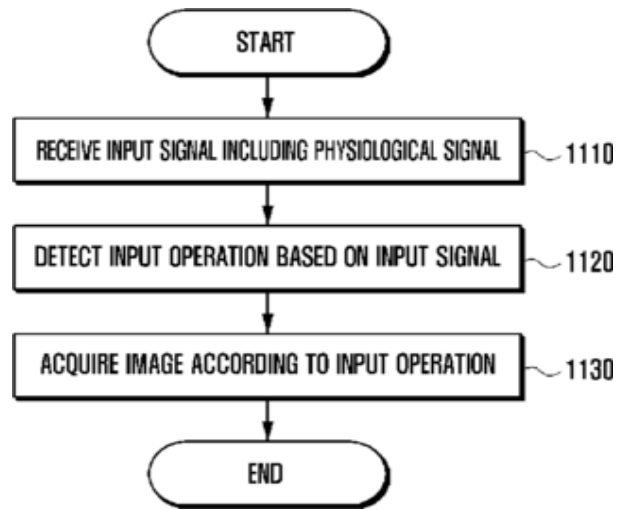 START
RECEIVE INPUT SIGNAL INCLUDING PHYSIOLOGICAL SIGNAL 1110
DETECT INPUT OPERATION BASED ON INPUT SIGNAL 1120
ACQUIRE IMAGE ACCORDING TO INPUT OPERATION 1130
END